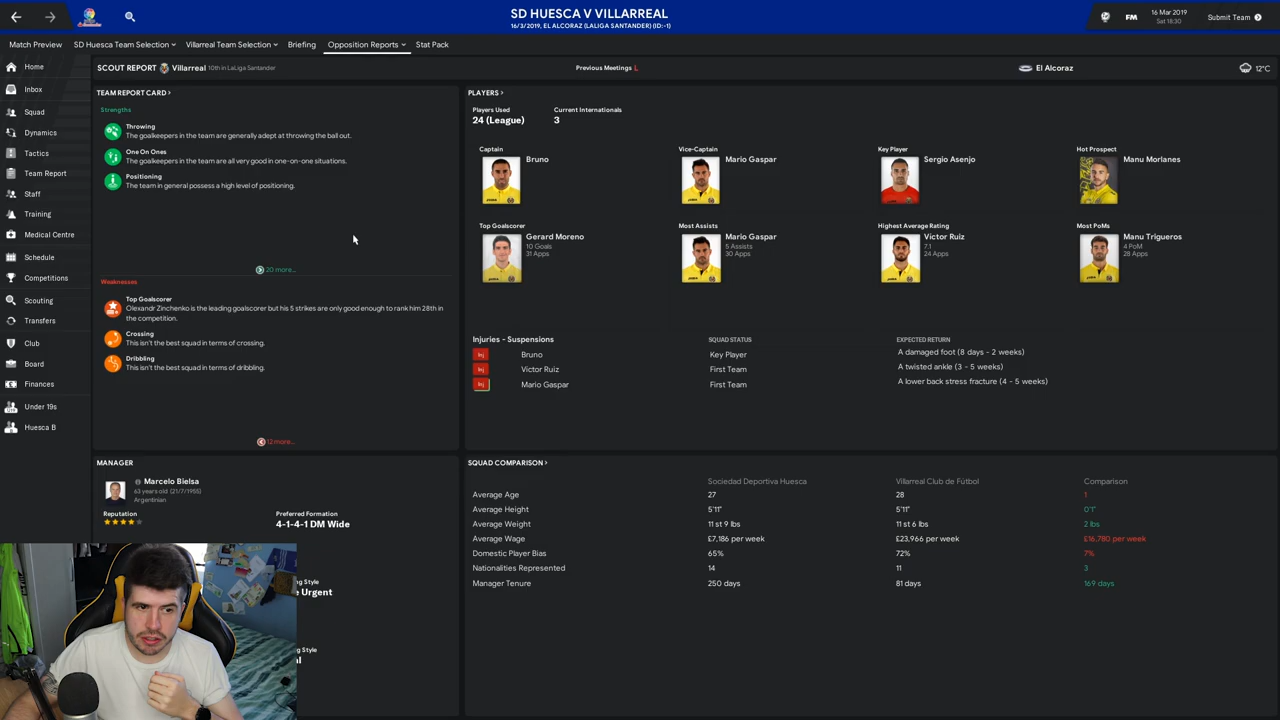 SD HUESCA V VILLARREAL
16/3/2019, EL ALCORAZ (LALIGA SANTANDER) (ID:-1)
FM
16 Mar 2019
Sat 18:30
Submit Team
Match Preview
SD Huesca Team Selection
Villarreal Team Selection
Briefing
Opposition Reports
Stat Pack
Home
Inbox
Squad
Dynamics
Tactics
Team Report
Staff
Training
Medical Centre
Schedule
Competitions
Scouting
Transfers
Club
Board
Finances
Under 19s
Huesca B
SCOUT REPORT Villarreal 10th in LaLiga Santander
Previous Meetings L
El Alcoraz
12°C
TEAM REPORT CARD >
Strengths
Throwing
The goalkeepers in the team are generally adept at throwing the ball out.
One On Ones
The goalkeepers in the team are all very good in one-on-one situations.
Positioning
The team in general possess a high level of positioning.
20 more...
Weaknesses
Top Goalscorer
Olexandr Zinchenko is the leading goalscorer but his 5 strikes are only good enough to rank him 28th in
the competition.
Crossing
This isn't the best squad in terms of crossing.
Dribbling
This isn't the best squad in terms of dribbling.
12 more...
MANAGER
Marcelo Bielsa
63 years old (21/7/1955)
Argentinian
Reputation
Preferred Formation
4-1-4-1 DM Wide
ng Style
e Urgent
ng Style
al
PLAYERS >
Players Used
24 (League)
Current Internationals
3
Captain
Bruno
Vice-Captain
Mario Gaspar
Key Player
Sergio Asenjo
Hot Prospect
Manu Morlanes
Top Goalscorer
Gerard Moreno
10 Goals
31 Apps
Most Assists
Mario Gaspar
5 Assists
30 Apps
Highest Average Rating
Víctor Ruiz
7.1
24 Apps
Most PoMs
Manu Trigueros
4 PoM
28 Apps
Injuries - Suspensions SQUAD STATUS EXPECTED RETURN
Inj Bruno Key Player A damaged foot (8 days - 2 weeks)
Inj Víctor Ruiz First Team A twisted ankle (3 - 5 weeks)
Inj Mario Gaspar First Team A lower back stress fracture (4 - 5 weeks)
SQUAD COMPARISON >
Sociedad Deportiva Huesca Villarreal Club de Fútbol Comparison
Average Age 27 28 1
Average Height 5'11" 5'11" 0'1"
Average Weight 11 st 9 lbs 11 st 6 lbs 2 lbs
Average Wage £7,186 per week £23,966 per week £16,780 per week
Domestic Player Bias 65% 72% 7%
Nationalities Represented 14 11 3
Manager Tenure 250 days 81 days 169 days